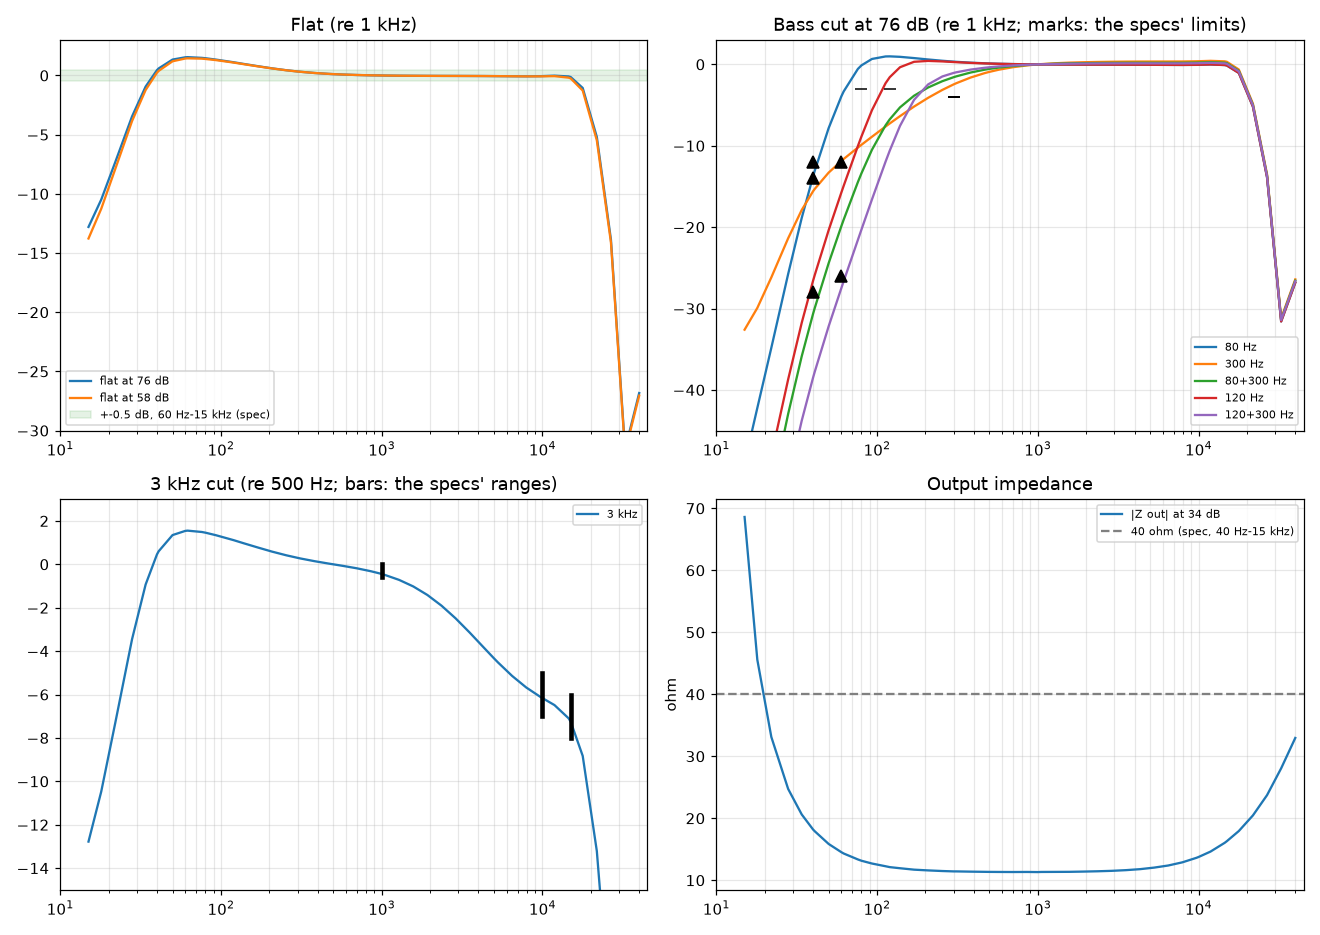 Flat (re 1 kHz)
0
−5
−10
−15
−20
−25
−30
flat at 76 dB
flat at 58 dB
+-0.5 dB, 60 Hz-15 kHz (spec)
10¹
10²
10³
10⁴
Bass cut at 76 dB (re 1 kHz; marks: the specs' limits)
0
−10
−20
−30
−40
80 Hz
300 Hz
80+300 Hz
120 Hz
120+300 Hz
10¹
10²
10³
10⁴
3 kHz cut (re 500 Hz; bars: the specs' ranges)
2
0
−2
−4
−6
−8
−10
−12
−14
3 kHz
10¹
10²
10³
10⁴
Output impedance
ohm
70
60
50
40
30
20
10
|Z out| at 34 dB
40 ohm (spec, 40 Hz-15 kHz)
10¹
10²
10³
10⁴